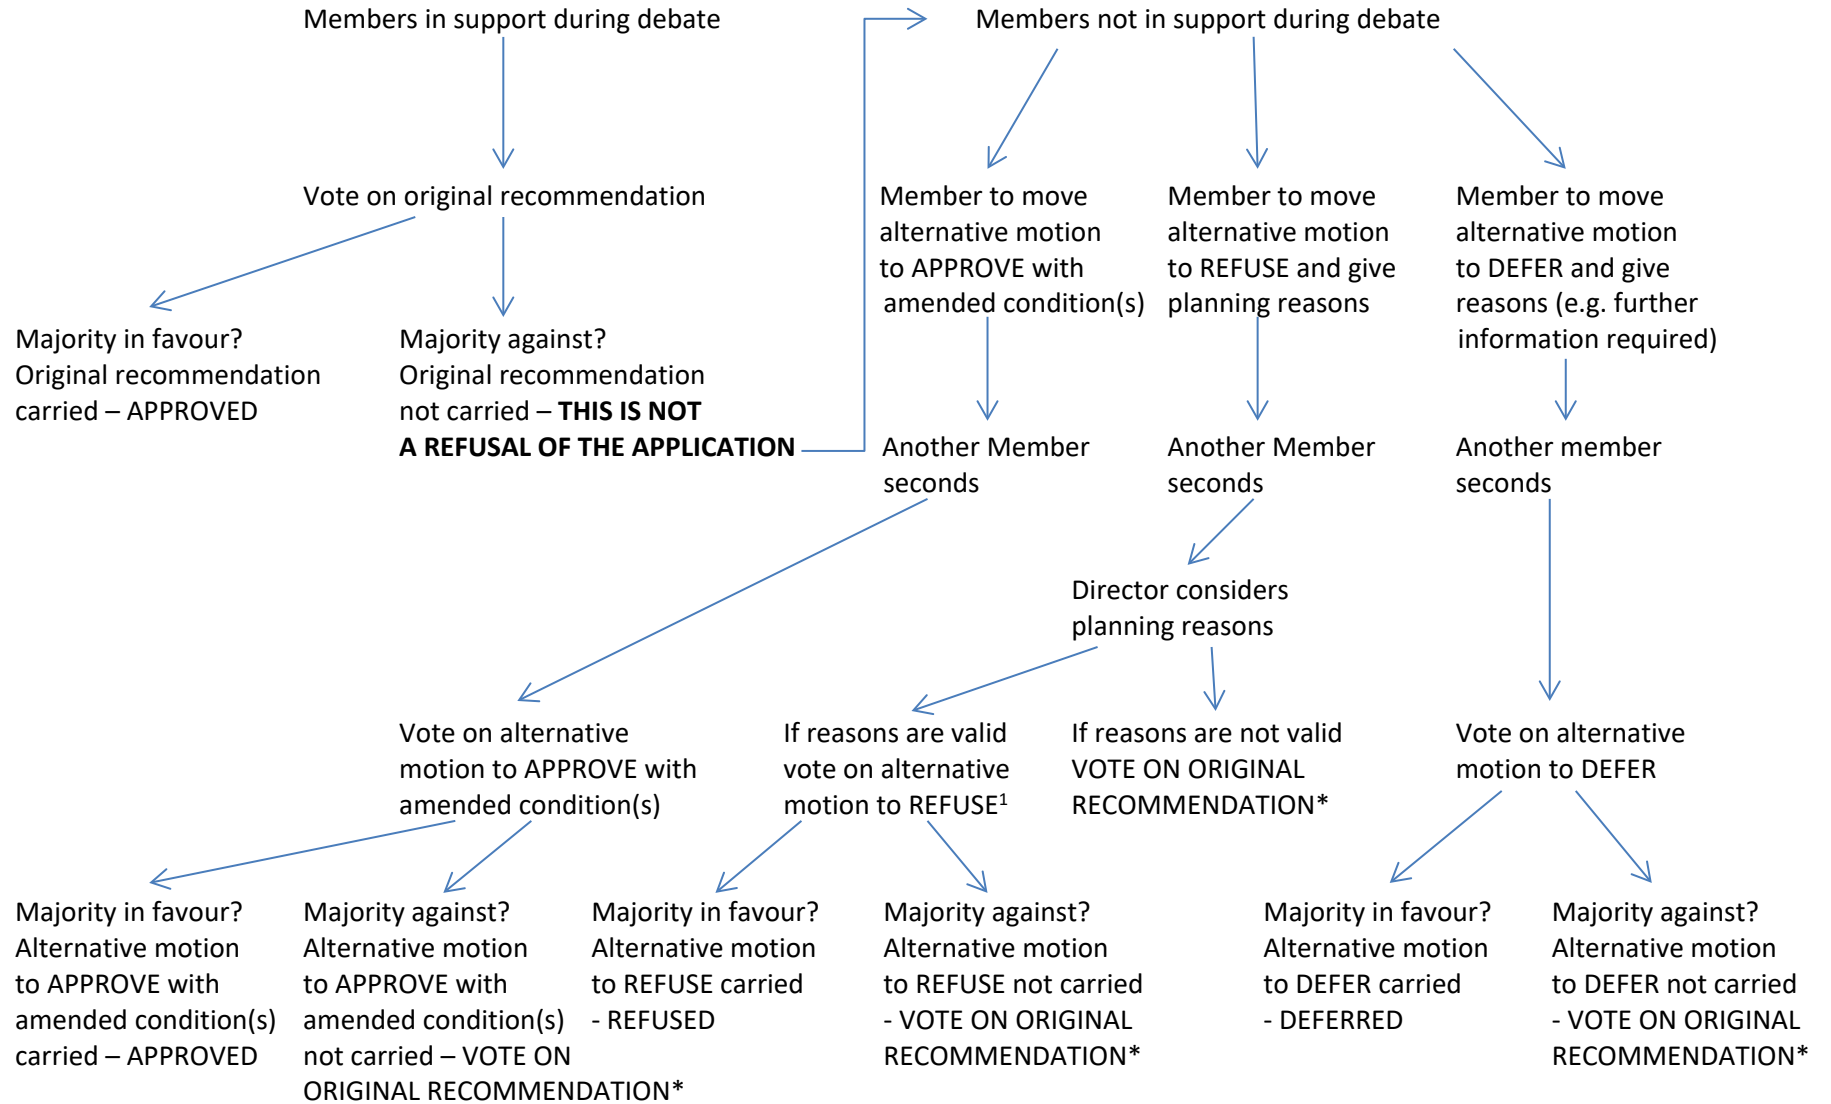 Members in support during debate
Members not in support during debate
Vote on original recommendation
Majority in favour?
Original recommendation
carried – APPROVED
Majority against?
Original recommendation
not carried – THIS IS NOT
A REFUSAL OF THE APPLICATION
Member to move
alternative motion
to APPROVE with
amended condition(s)
Member to move
alternative motion
to REFUSE and give
planning reasons
Member to move
alternative motion
to DEFER and give
reasons (e.g. further
information required)
Another Member
seconds
Another Member
seconds
Another member
seconds
Director considers
planning reasons
Vote on alternative
motion to APPROVE with
amended condition(s)
If reasons are valid
vote on alternative
motion to REFUSE¹
If reasons are not valid
VOTE ON ORIGINAL
RECOMMENDATION*
Vote on alternative
motion to DEFER
Majority in favour?
Alternative motion
to APPROVE with
amended condition(s)
carried – APPROVED
Majority against?
Alternative motion
to APPROVE with
amended condition(s)
not carried – VOTE ON
ORIGINAL RECOMMENDATION*
Majority in favour?
Alternative motion
to REFUSE carried
- REFUSED
Majority against?
Alternative motion
to REFUSE not carried
- VOTE ON ORIGINAL
RECOMMENDATION*
Majority in favour?
Alternative motion
to DEFER carried
- DEFERRED
Majority against?
Alternative motion
to DEFER not carried
- VOTE ON ORIGINAL
RECOMMENDATION*